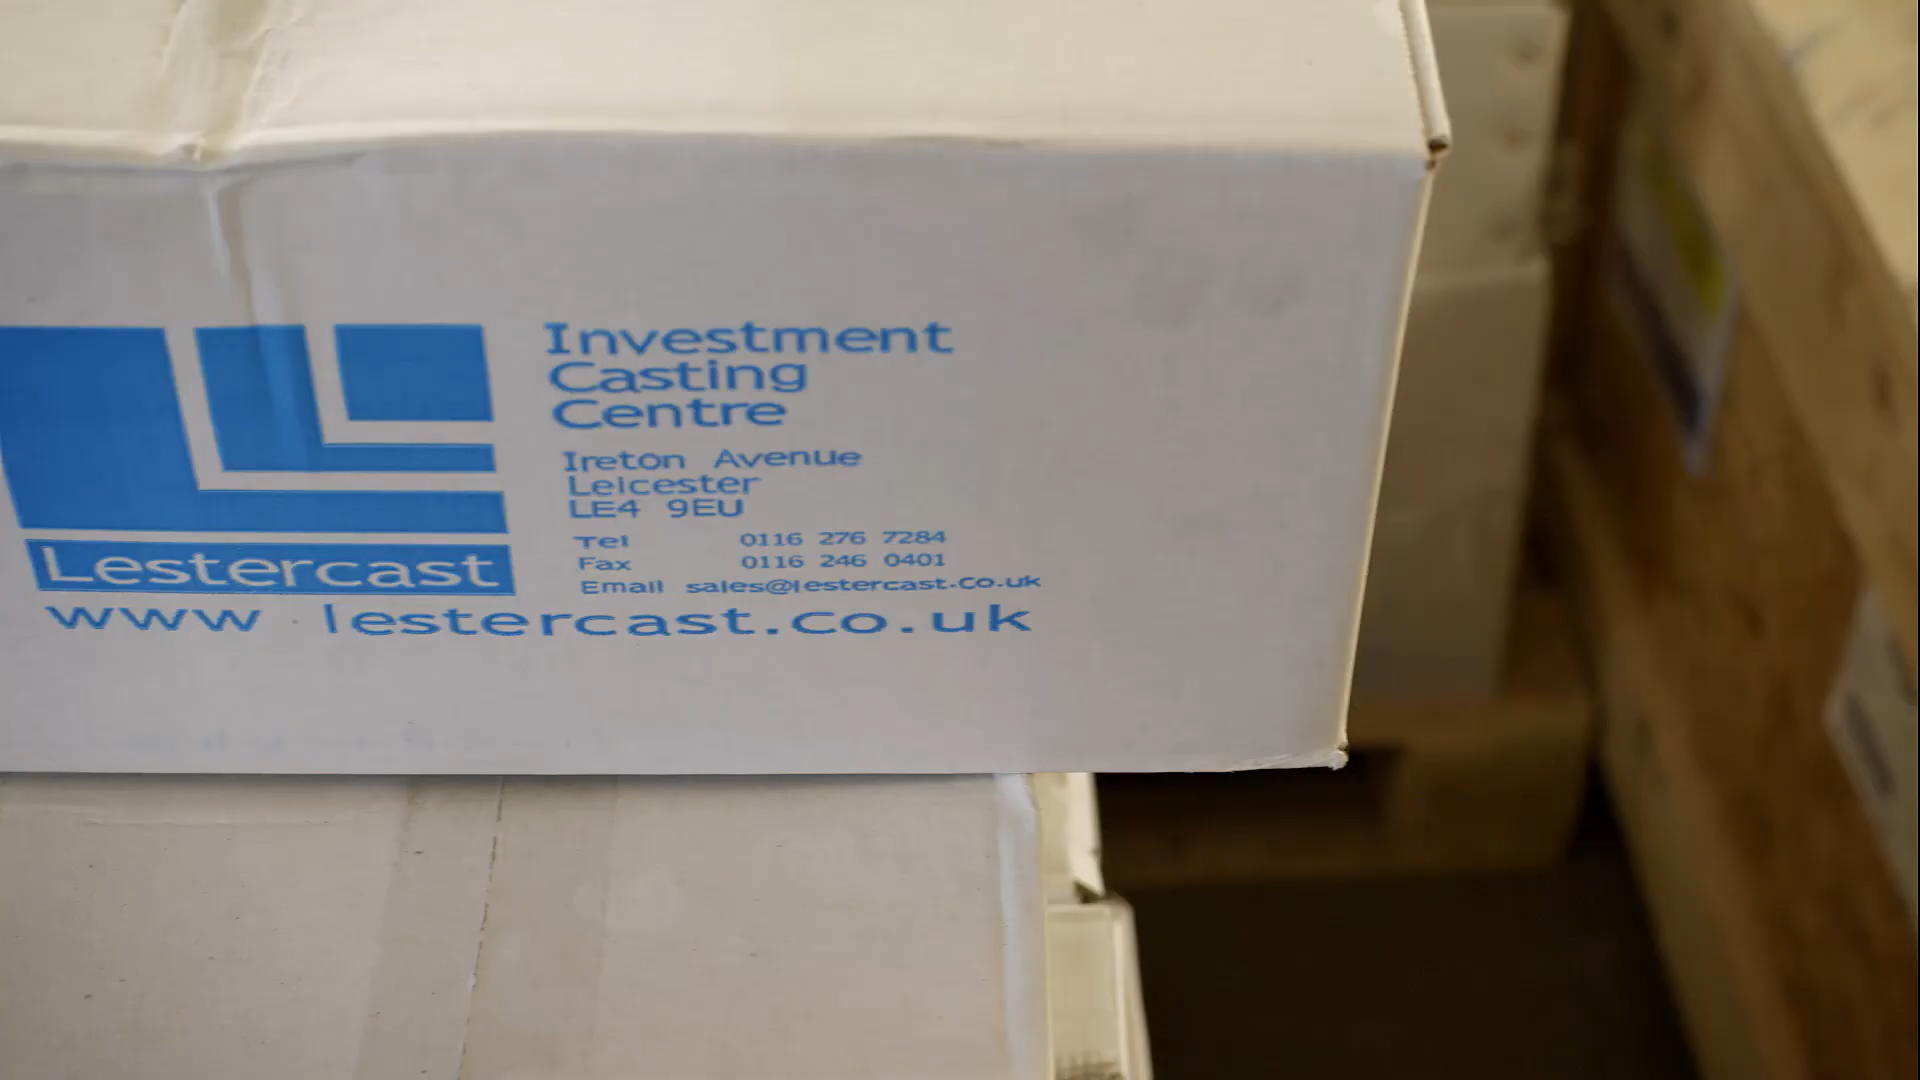 Investment
Casting
Centre
Ireton Avenue
Leicester
LE4 9EU
Tel 0116 276 7284
Fax 0116 246 0401
Email sales@lestercast.co.uk
Lestercast
www.lestercast.co.uk